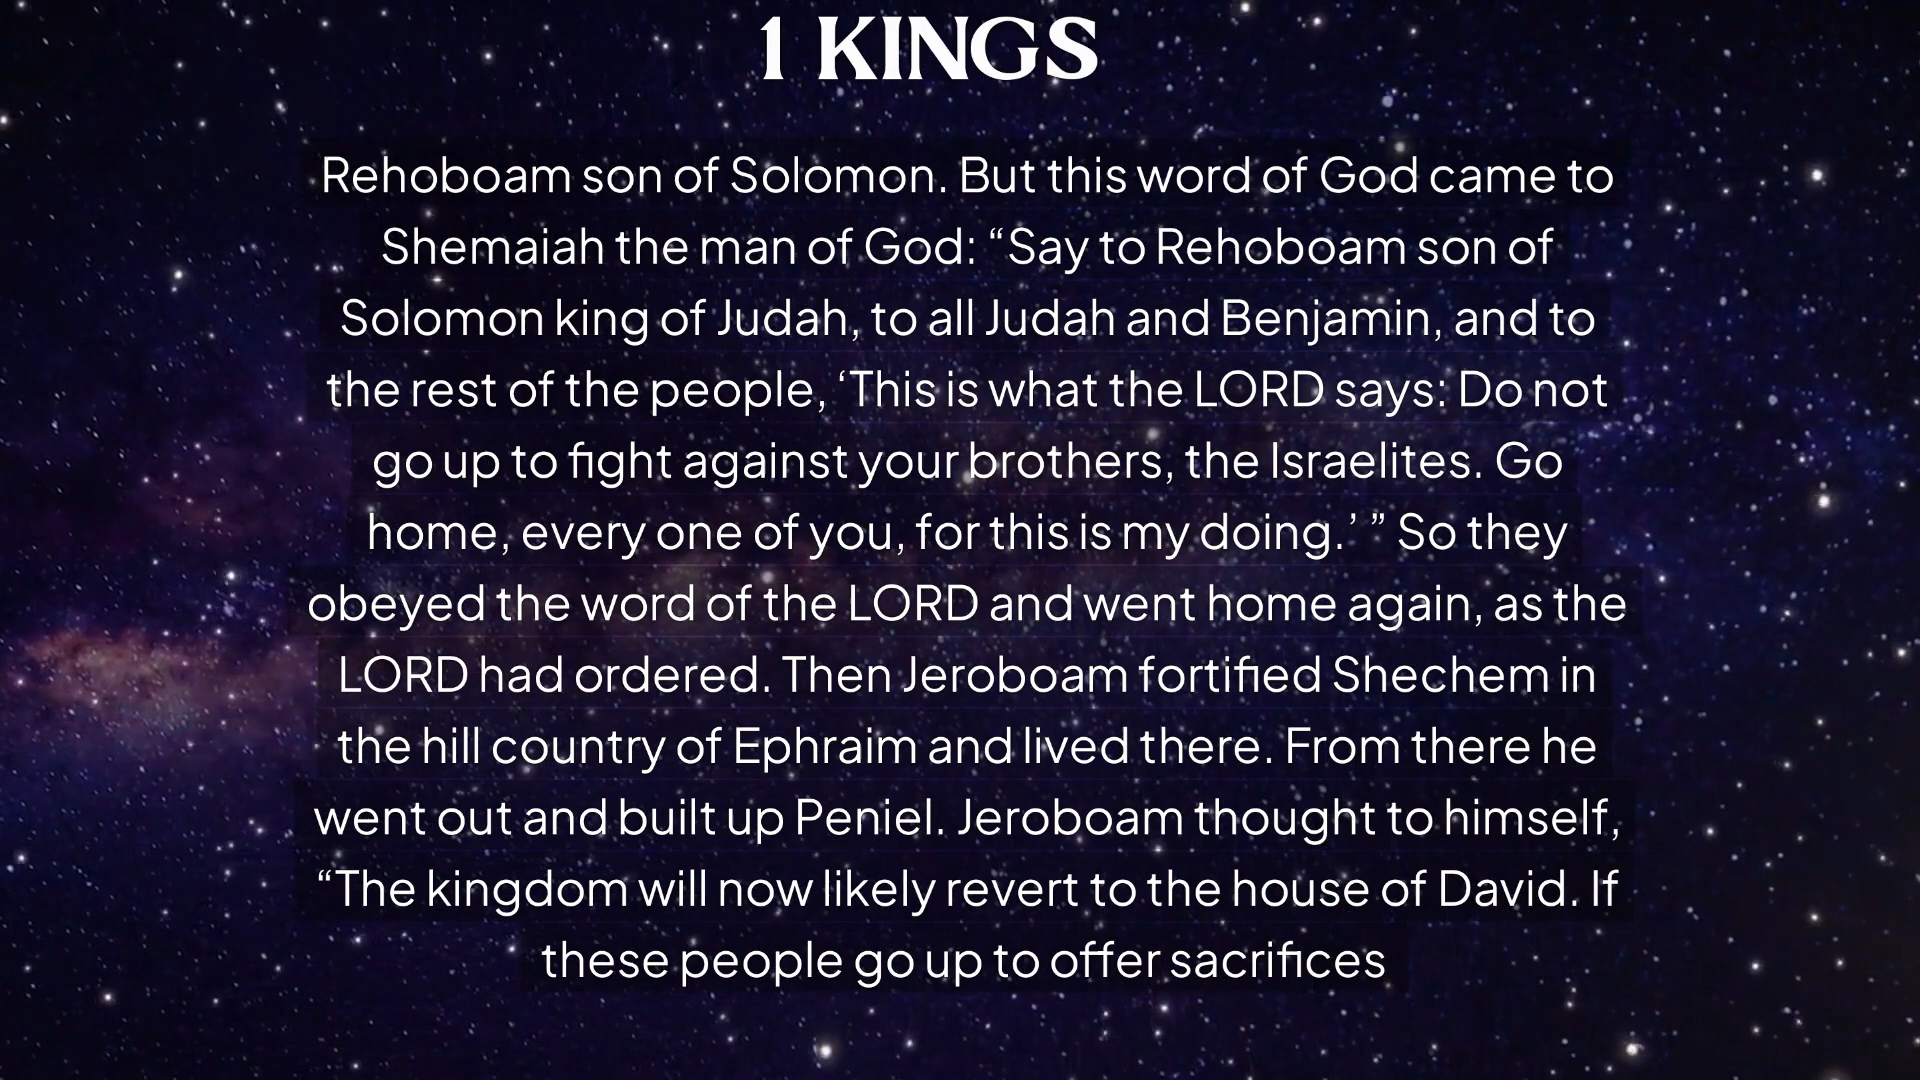 1 KINGS
Rehoboam son of Solomon. But this word of God came to
Shemaiah the man of God: “Say to Rehoboam son of
Solomon king of Judah, to all Judah and Benjamin, and to
the rest of the people, ‘This is what the LORD says: Do not
go up to fight against your brothers, the Israelites. Go
home, every one of you, for this is my doing.’ ” So they
obeyed the word of the LORD and went home again, as the
LORD had ordered. Then Jeroboam fortified Shechem in
the hill country of Ephraim and lived there. From there he
went out and built up Peniel. Jeroboam thought to himself,
“The kingdom will now likely revert to the house of David. If
these people go up to offer sacrifices